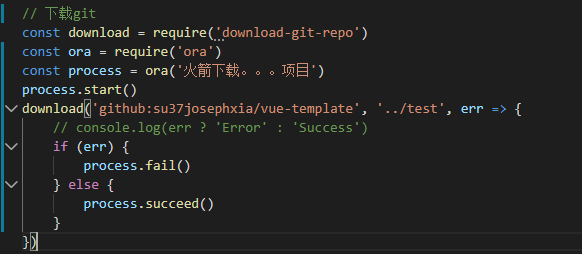 // 下载git
const download = require('download-git-repo')
const ora = require('ora')
const process = ora('火箭下载。。。项目')
process.start()
download('github:su37josephxia/vue-template', '../test', err => {
    // console.log(err ? 'Error' : 'Success')
    if (err) {
        process.fail()
    } else {
        process.succeed()
    }
})